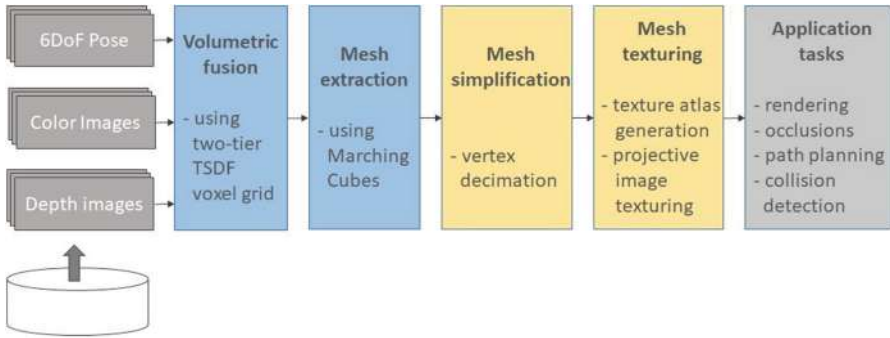 6DoF Pose
Color Images
Depth images
Volumetric
fusion
- using
two-tier
TSDF
voxel grid
Mesh
extraction
- using
Marching
Cubes
Mesh
simplification
- vertex
decimation
Mesh
texturing
- texture atlas
generation
- projective
image
texturing
Application
tasks
- rendering
- occlusions
- path planning
- collision
detection